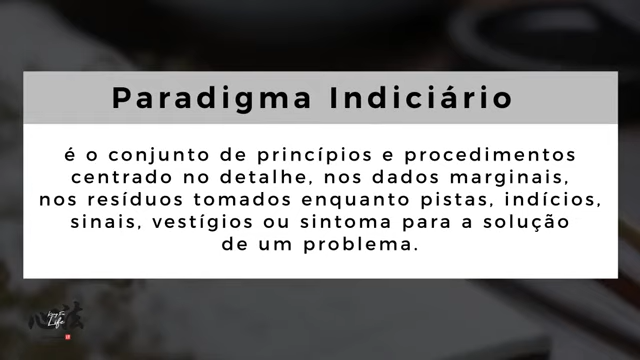 Paradigma Indiciário
é o conjunto de princípios e procedimentos
centrado no detalhe, nos dados marginais,
nos resíduos tomados enquanto pistas, indícios,
sinais, vestígios ou sintoma para a solução
de um problema.
Life